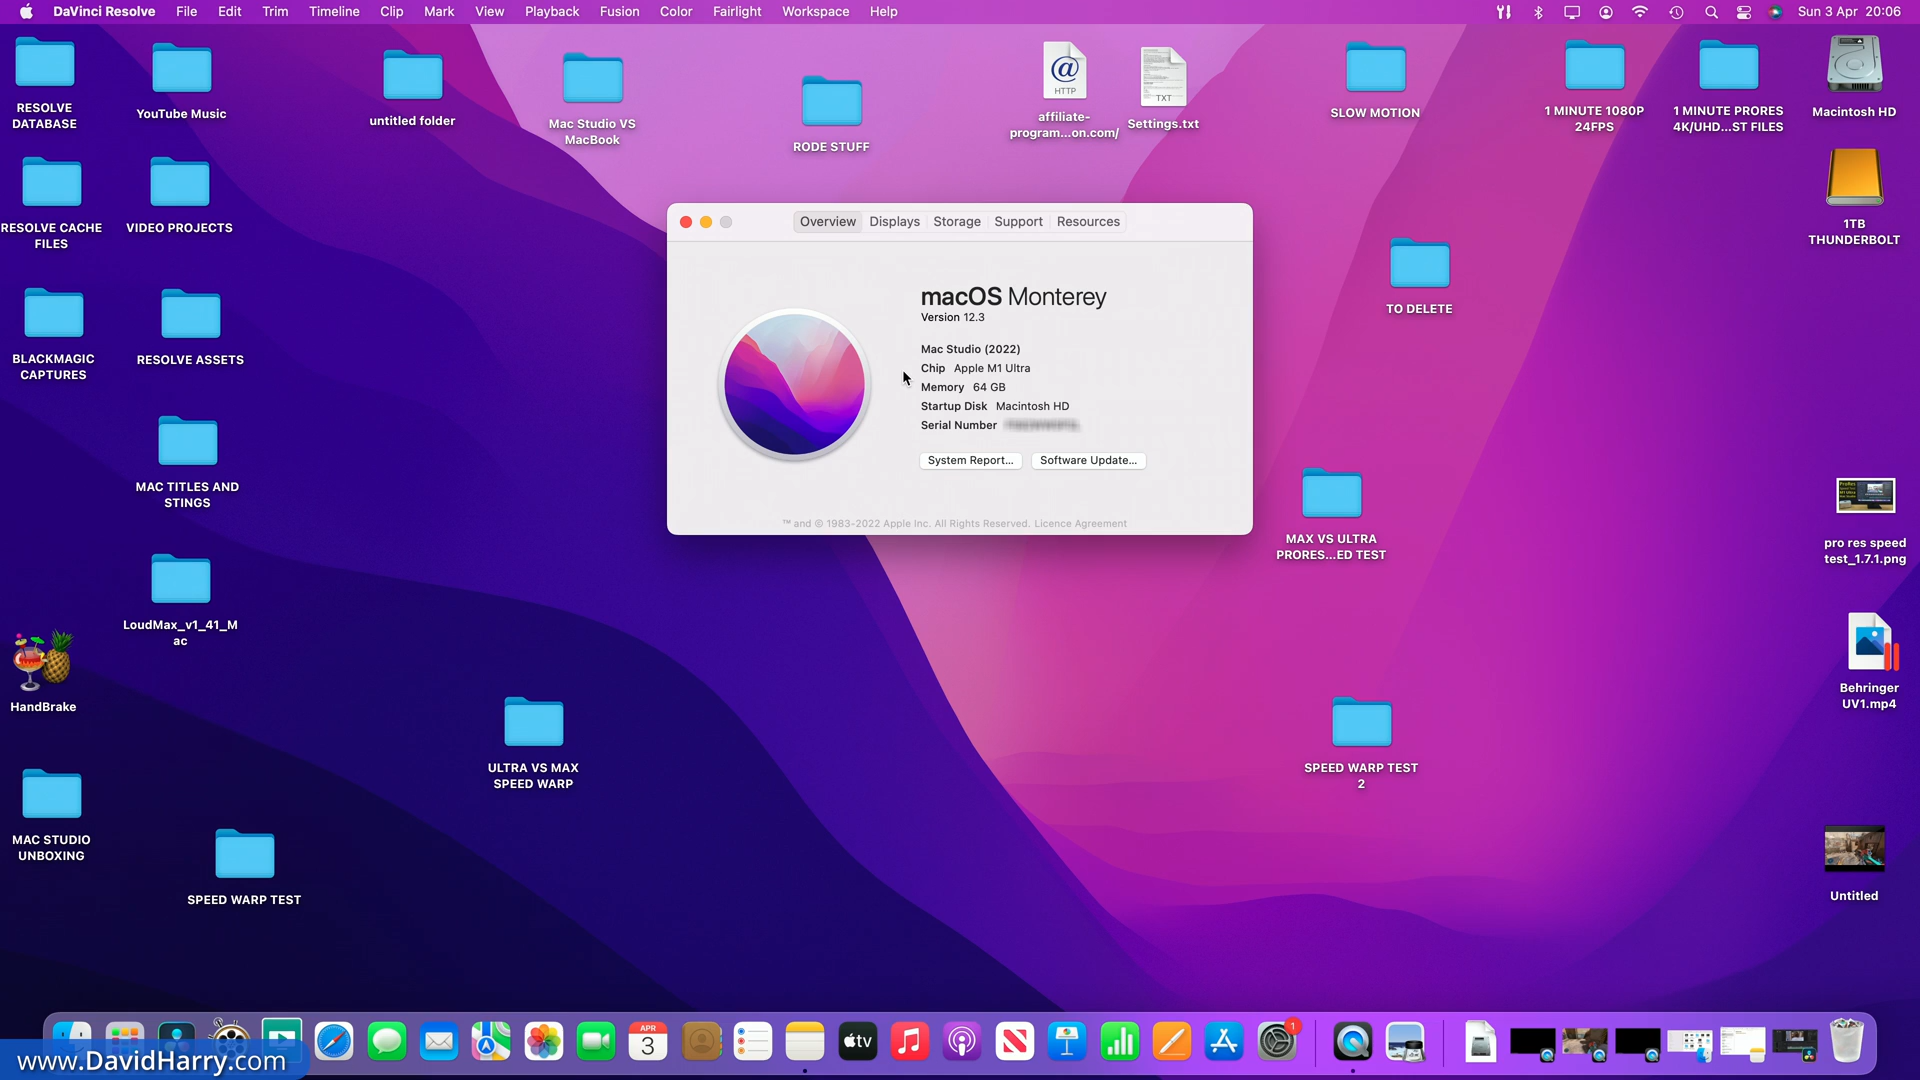 DaVinci Resolve File Edit Trim Timeline Clip Mark View Playback Fusion Color Fairlight Workspace Help Sun 3 Apr 20:06
RESOLVE
DATABASE
YouTube Music
untitled folder
Mac Studio VS
MacBook
RODE STUFF
HTTP
affiliate-
program...on.com/
TXT
Settings.txt
SLOW MOTION
1 MINUTE 1080P
24FPS
1 MINUTE PRORES
4K/UHD...ST FILES
Macintosh HD
RESOLVE CACHE
FILES
VIDEO PROJECTS
1TB
THUNDERBOLT
Overview Displays Storage Support Resources
macOS Monterey
Version 12.3
Mac Studio (2022)
Chip Apple M1 Ultra
Memory 64 GB
Startup Disk Macintosh HD
Serial Number
System Report...
Software Update...
™ and © 1983-2022 Apple Inc. All Rights Reserved. Licence Agreement
TO DELETE
BLACKMAGIC
CAPTURES
RESOLVE ASSETS
MAC TITLES AND
STINGS
MAX VS ULTRA
PRORES...ED TEST
pro res speed
test_1.7.1.png
LoudMax_v1_41_M
ac
HandBrake
Behringer
UV1.mp4
ULTRA VS MAX
SPEED WARP
SPEED WARP TEST
2
MAC STUDIO
UNBOXING
SPEED WARP TEST
Untitled
APR
3
tv
1
www.DavidHarry.com